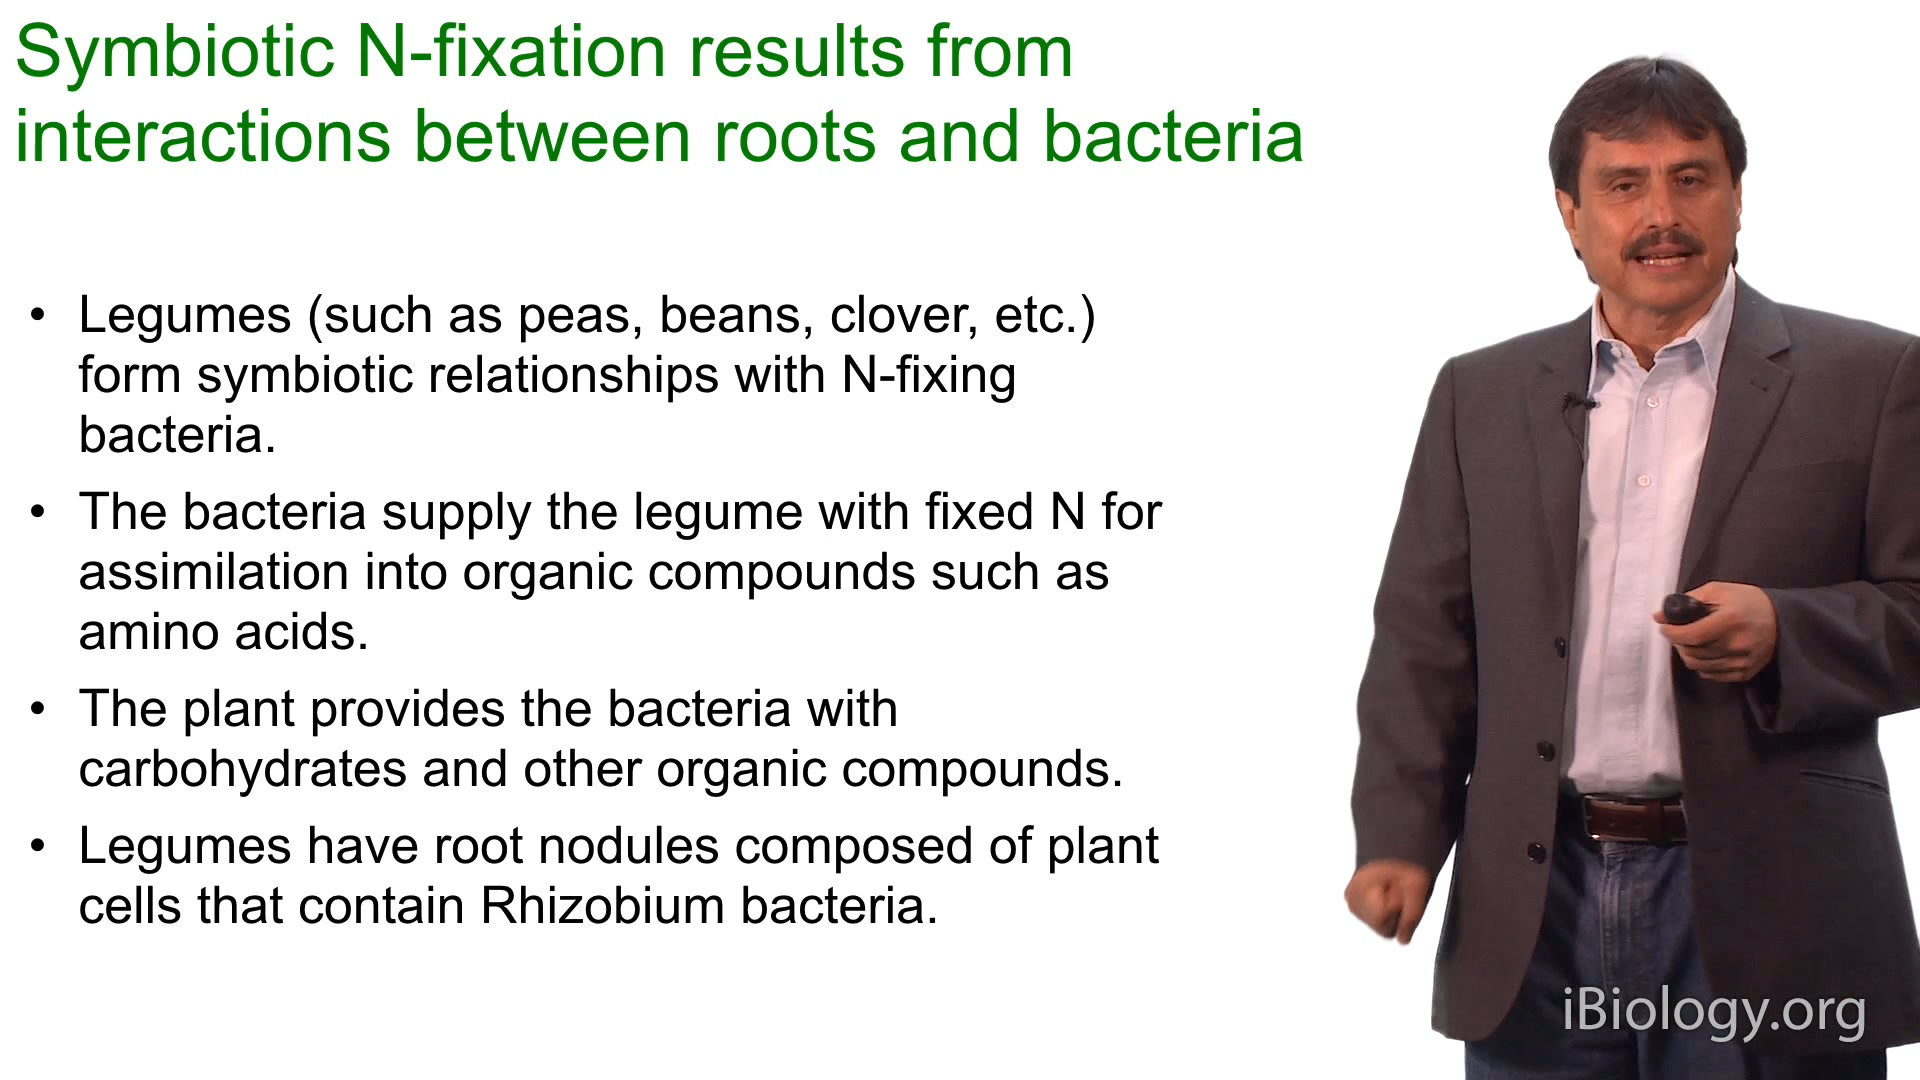 Symbiotic N-fixation results from
interactions between roots and bacteria
• Legumes (such as peas, beans, clover, etc.)
form symbiotic relationships with N-fixing
bacteria.
• The bacteria supply the legume with fixed N for
assimilation into organic compounds such as
amino acids.
• The plant provides the bacteria with
carbohydrates and other organic compounds.
• Legumes have root nodules composed of plant
cells that contain Rhizobium bacteria.
iBiology.org